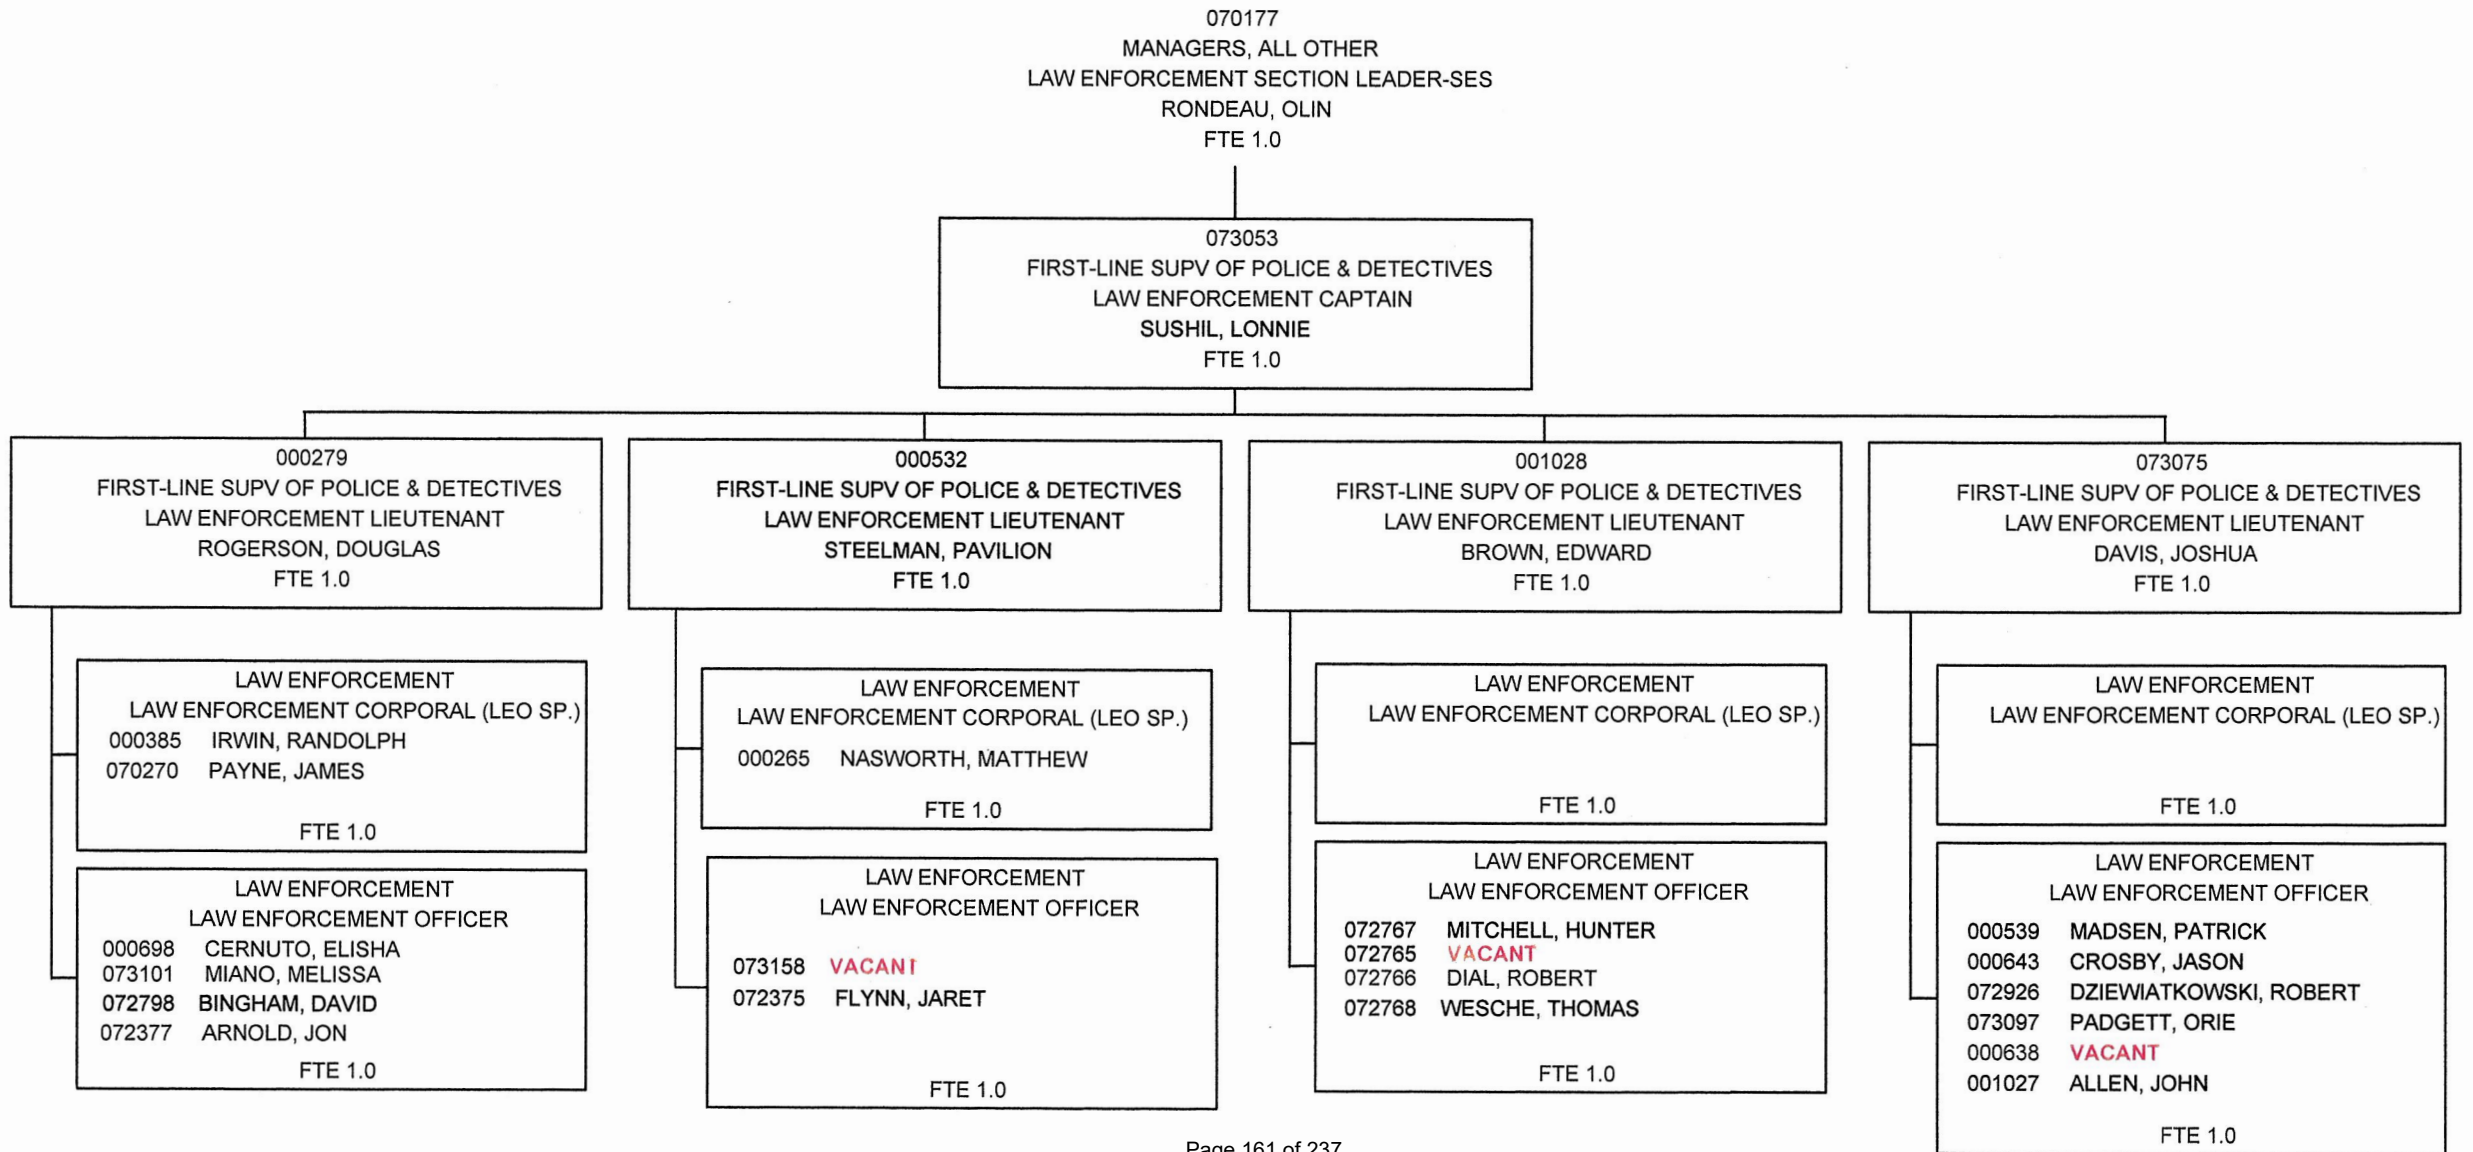 070177
MANAGERS, ALL OTHER
LAW ENFORCEMENT SECTION LEADER-SES
RONDEAU, OLIN
FTE 1.0
073053
FIRST-LINE SUPV OF POLICE & DETECTIVES
LAW ENFORCEMENT CAPTAIN
SUSHIL, LONNIE
FTE 1.0
000279
FIRST-LINE SUPV OF POLICE & DETECTIVES
LAW ENFORCEMENT LIEUTENANT
ROGERSON, DOUGLAS
FTE 1.0
LAW ENFORCEMENT
LAW ENFORCEMENT CORPORAL (LEO SP.)
000385 IRWIN, RANDOLPH
070270 PAYNE, JAMES
FTE 1.0
LAW ENFORCEMENT
LAW ENFORCEMENT OFFICER
000698 CERNUTO, ELISHA
073101 MIANO, MELISSA
072798 BINGHAM, DAVID
072377 ARNOLD, JON
FTE 1.0
000532
FIRST-LINE SUPV OF POLICE & DETECTIVES
LAW ENFORCEMENT LIEUTENANT
STEELMAN, PAVILION
FTE 1.0
LAW ENFORCEMENT
LAW ENFORCEMENT CORPORAL (LEO SP.)
000265 NASWORTH, MATTHEW
FTE 1.0
LAW ENFORCEMENT
LAW ENFORCEMENT OFFICER
073158 VACANT
072375 FLYNN, JARET
FTE 1.0
001028
FIRST-LINE SUPV OF POLICE & DETECTIVES
LAW ENFORCEMENT LIEUTENANT
BROWN, EDWARD
FTE 1.0
LAW ENFORCEMENT
LAW ENFORCEMENT CORPORAL (LEO SP.)
FTE 1.0
LAW ENFORCEMENT
LAW ENFORCEMENT OFFICER
072767 MITCHELL, HUNTER
072765 VACANT
072766 DIAL, ROBERT
072768 WESCHE, THOMAS
FTE 1.0
073075
FIRST-LINE SUPV OF POLICE & DETECTIVES
LAW ENFORCEMENT LIEUTENANT
DAVIS, JOSHUA
FTE 1.0
LAW ENFORCEMENT
LAW ENFORCEMENT CORPORAL (LEO SP.)
FTE 1.0
LAW ENFORCEMENT
LAW ENFORCEMENT OFFICER
000539 MADSEN, PATRICK
000643 CROSBY, JASON
072926 DZIEWIATKOWSKI, ROBERT
073097 PADGETT, ORIE
000638 VACANT
001027 ALLEN, JOHN
FTE 1.0
Page 161 of 237